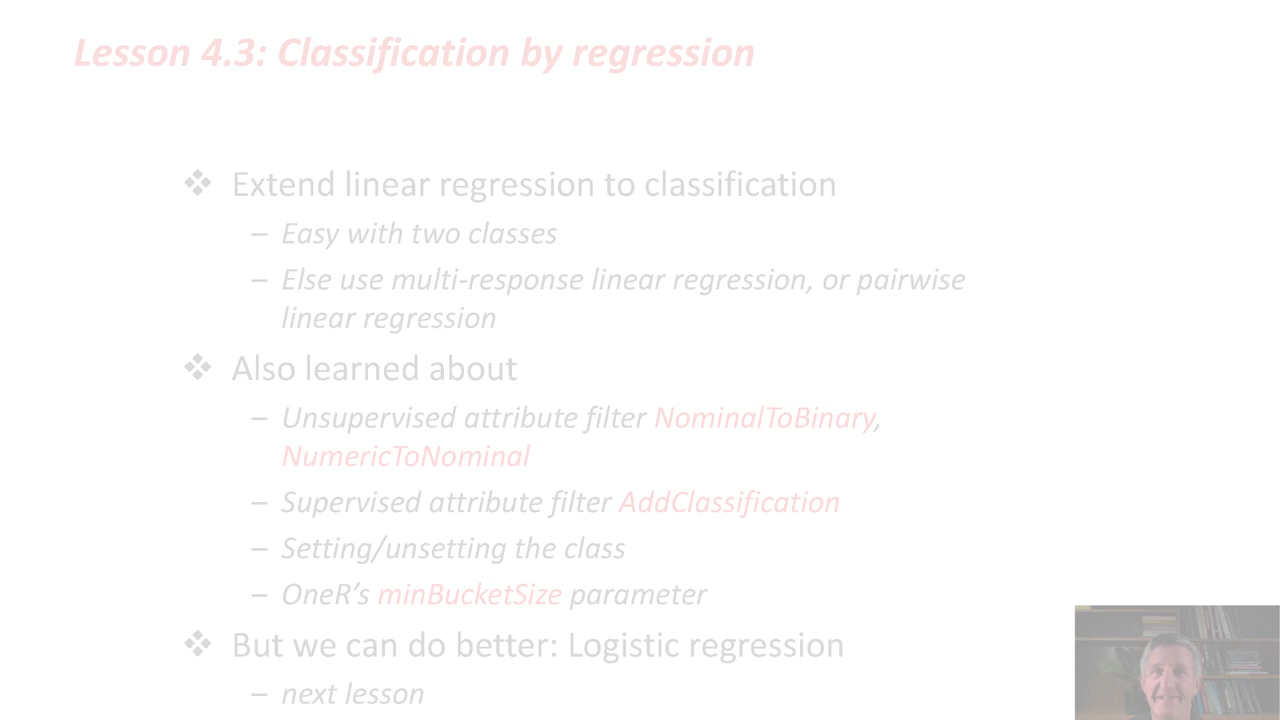 Lesson 4.3: Classification by regression
❖ Extend linear regression to classification
– Easy with two classes
– Else use multi-response linear regression, or pairwise
linear regression
❖ Also learned about
– Unsupervised attribute filter NominalToBinary,
NumericToNominal
– Supervised attribute filter AddClassification
– Setting/unsetting the class
– OneR’s minBucketSize parameter
❖ But we can do better: Logistic regression
– next lesson